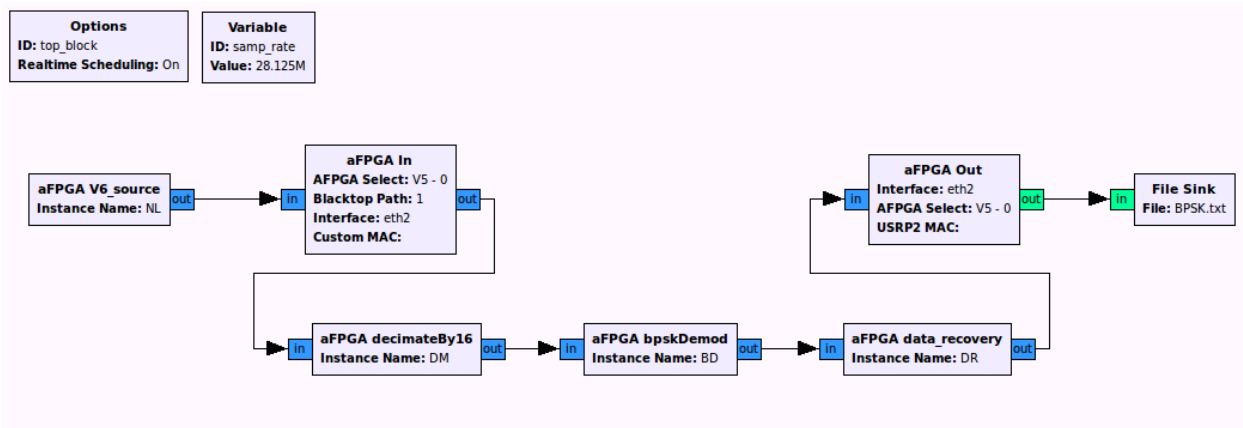 Options
ID: top_block
Realtime Scheduling: On
Variable
ID: samp_rate
Value: 28.125M
aFPGA V6_source
Instance Name: NL
out
in
aFPGA In
AFPGA Select: V5 - 0
Blacktop Path: 1
Interface: eth2
Custom MAC:
out
in
aFPGA decimateBy16
Instance Name: DM
out
in
aFPGA bpskDemod
Instance Name: BD
out
in
aFPGA data_recovery
Instance Name: DR
out
in
aFPGA Out
Interface: eth2
AFPGA Select: V5 - 0
USRP2 MAC:
out
in
File Sink
File: BPSK.txt